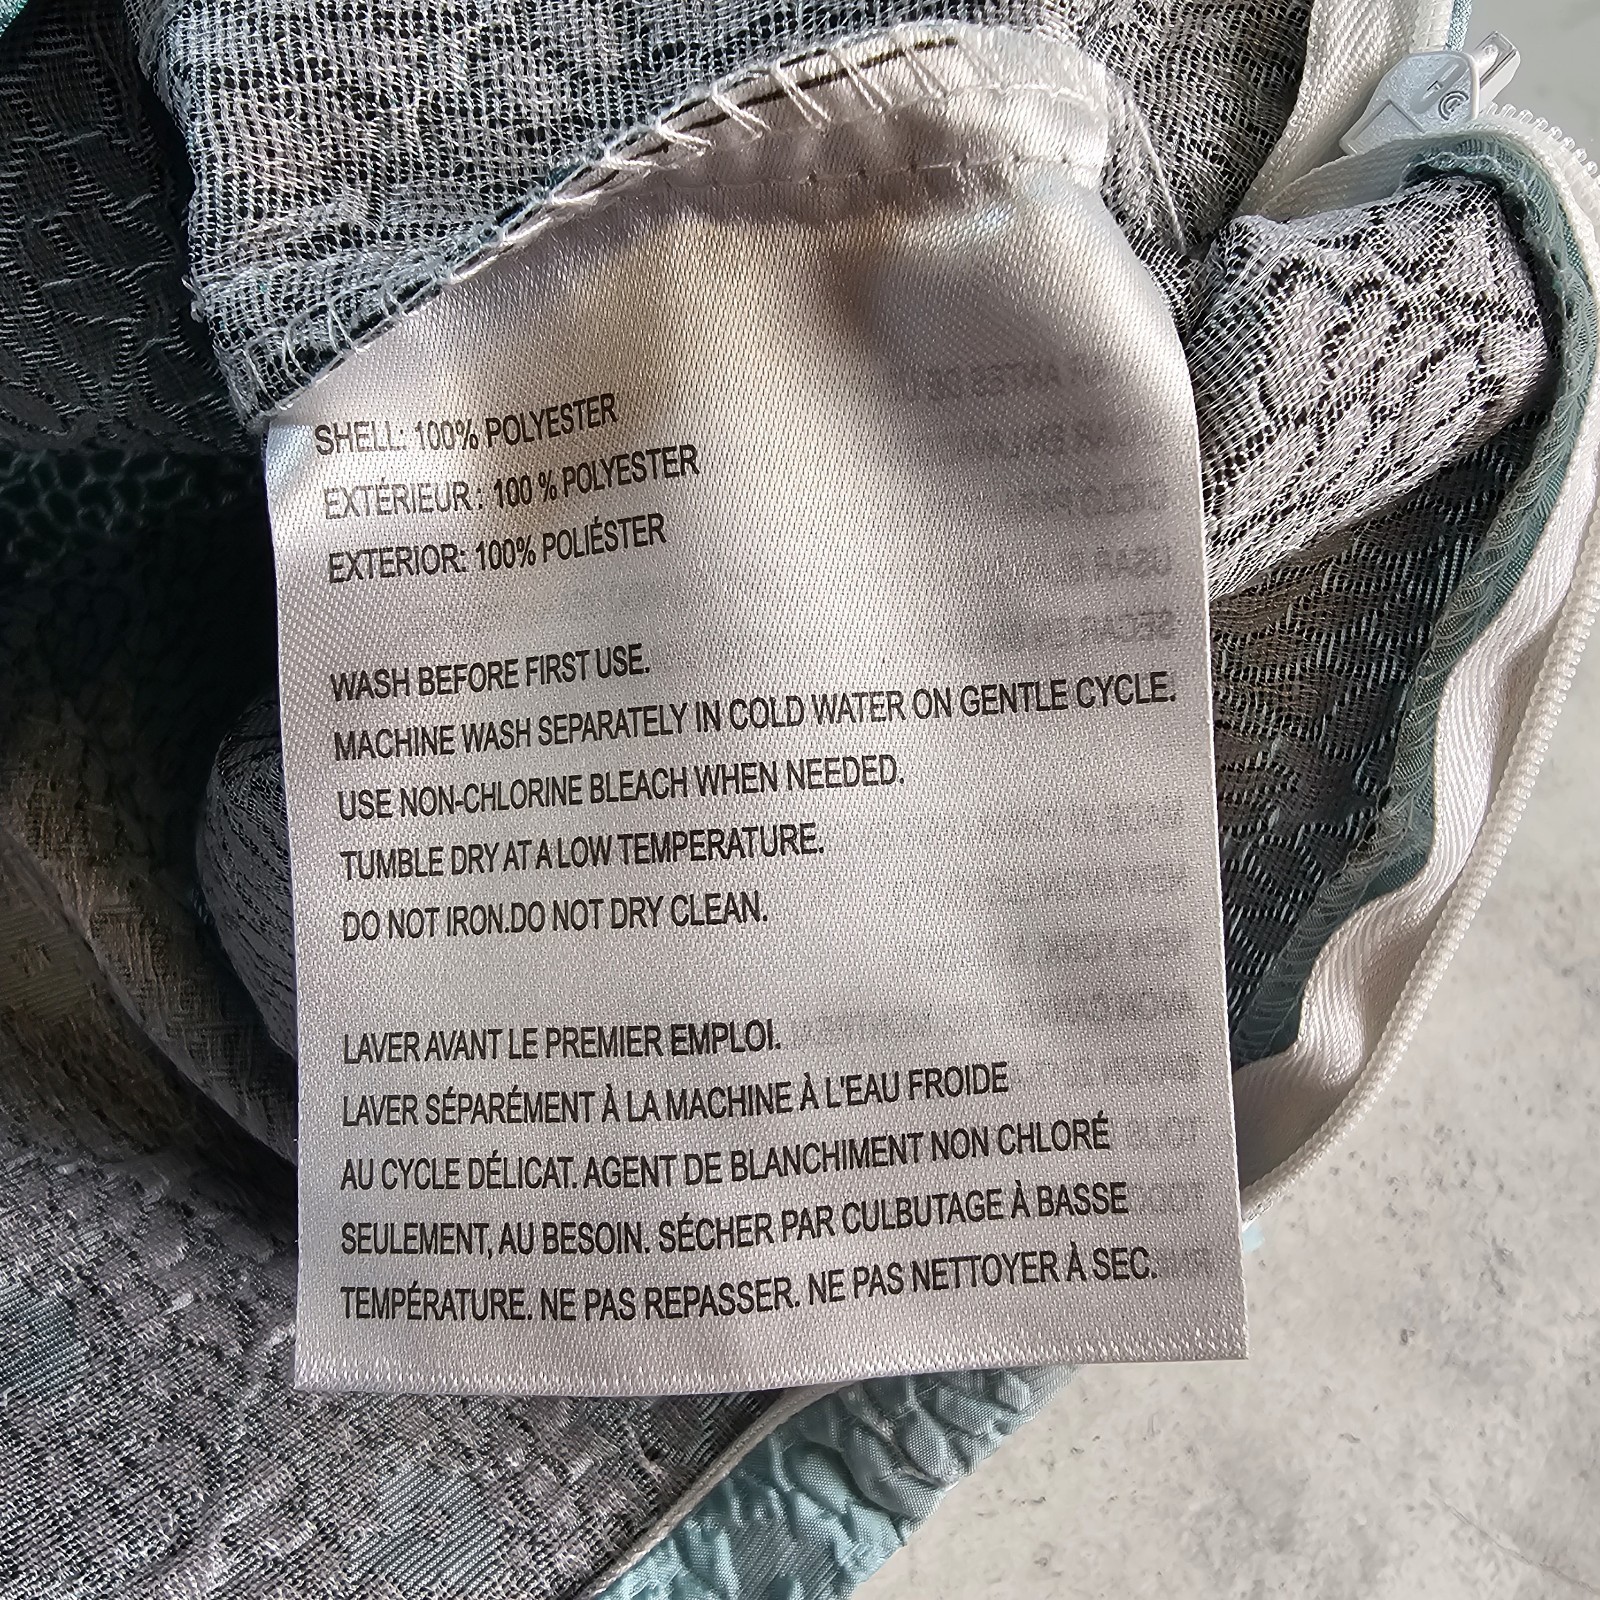 SHELL: 100% POLYESTER
EXTÉRIEUR : 100 % POLYESTER
EXTERIOR: 100% POLIÉSTER
WASH BEFORE FIRST USE.
MACHINE WASH SEPARATELY IN COLD WATER ON GENTLE CYCLE.
USE NON-CHLORINE BLEACH WHEN NEEDED.
TUMBLE DRY AT A LOW TEMPERATURE.
DO NOT IRON.DO NOT DRY CLEAN.
LAVER AVANT LE PREMIER EMPLOI.
LAVER SÉPARÉMENT À LA MACHINE À L'EAU FROIDE
AU CYCLE DÉLICAT. AGENT DE BLANCHIMENT NON CHLORÉ
SEULEMENT, AU BESOIN. SÉCHER PAR CULBUTAGE À BASSE
TEMPÉRATURE. NE PAS REPASSER. NE PAS NETTOYER À SEC.